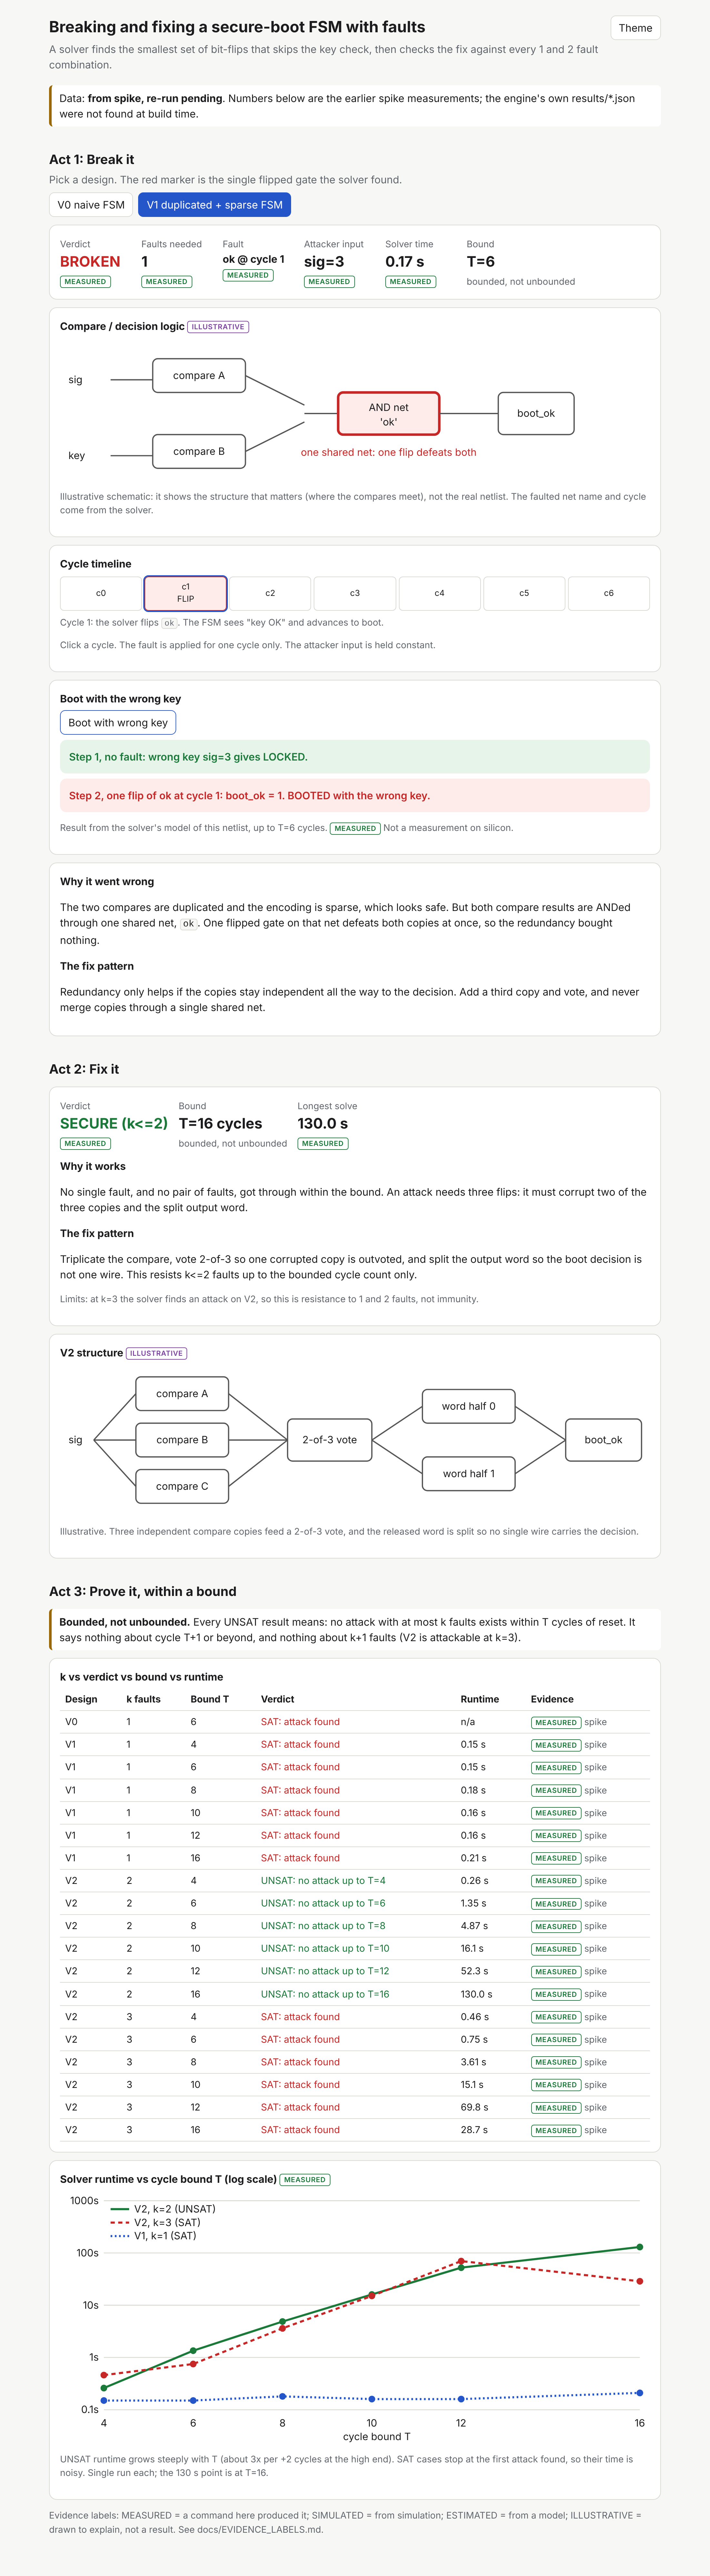 Breaking and fixing a secure-boot FSM with faults
Theme
A solver finds the smallest set of bit-flips that skips the key check, then checks the fix against every 1 and 2 fault
combination.
Data: from spike, re-run pending. Numbers below are the earlier spike measurements; the engine's own results/*.json
were not found at build time.
Act 1: Break it
Pick a design. The red marker is the single flipped gate the solver found.
V0 naive FSM
V1 duplicated + sparse FSM
Verdict
BROKEN
MEASURED
Faults needed
1
MEASURED
Fault
ok @ cycle 1
MEASURED
Attacker input
sig=3
MEASURED
Solver time
0.17 s
MEASURED
Bound
T=6
bounded, not unbounded
Compare / decision logic ILLUSTRATIVE
sig
compare A
key
compare B
AND net
'ok'
boot_ok
one shared net: one flip defeats both
Illustrative schematic: it shows the structure that matters (where the compares meet), not the real netlist. The faulted net name and cycle
come from the solver.
Cycle timeline
c0
c1
FLIP
c2
c3
c4
c5
c6
Cycle 1: the solver flips ok. The FSM sees "key OK" and advances to boot.
Click a cycle. The fault is applied for one cycle only. The attacker input is held constant.
Boot with the wrong key
Boot with wrong key
Step 1, no fault: wrong key sig=3 gives LOCKED.
Step 2, one flip of ok at cycle 1: boot_ok = 1. BOOTED with the wrong key.
Result from the solver's model of this netlist, up to T=6 cycles. MEASURED Not a measurement on silicon.
Why it went wrong
The two compares are duplicated and the encoding is sparse, which looks safe. But both compare results are ANDed
through one shared net, ok. One flipped gate on that net defeats both copies at once, so the redundancy bought
nothing.
The fix pattern
Redundancy only helps if the copies stay independent all the way to the decision. Add a third copy and vote, and never
merge copies through a single shared net.
Act 2: Fix it
Verdict
SECURE (k<=2)
MEASURED
Bound
T=16 cycles
bounded, not unbounded
Longest solve
130.0 s
MEASURED
Why it works
No single fault, and no pair of faults, got through within the bound. An attack needs three flips: it must corrupt two of the
three copies and the split output word.
The fix pattern
Triplicate the compare, vote 2-of-3 so one corrupted copy is outvoted, and split the output word so the boot decision is
not one wire. This resists k<=2 faults up to the bounded cycle count only.
Limits: at k=3 the solver finds an attack on V2, so this is resistance to 1 and 2 faults, not immunity.
V2 structure ILLUSTRATIVE
sig
compare A
compare B
compare C
2-of-3 vote
word half 0
word half 1
boot_ok
Illustrative. Three independent compare copies feed a 2-of-3 vote, and the released word is split so no single wire carries the decision.
Act 3: Prove it, within a bound
Bounded, not unbounded. Every UNSAT result means: no attack with at most k faults exists within T cycles of reset. It
says nothing about cycle T+1 or beyond, and nothing about k+1 faults (V2 is attackable at k=3).
k vs verdict vs bound vs runtime
Design k faults Bound T Verdict Runtime Evidence
V0 1 6 SAT: attack found n/a MEASURED spike
V1 1 4 SAT: attack found 0.15 s MEASURED spike
V1 1 6 SAT: attack found 0.15 s MEASURED spike
V1 1 8 SAT: attack found 0.18 s MEASURED spike
V1 1 10 SAT: attack found 0.16 s MEASURED spike
V1 1 12 SAT: attack found 0.16 s MEASURED spike
V1 1 16 SAT: attack found 0.21 s MEASURED spike
V2 2 4 UNSAT: no attack up to T=4 0.26 s MEASURED spike
V2 2 6 UNSAT: no attack up to T=6 1.35 s MEASURED spike
V2 2 8 UNSAT: no attack up to T=8 4.87 s MEASURED spike
V2 2 10 UNSAT: no attack up to T=10 16.1 s MEASURED spike
V2 2 12 UNSAT: no attack up to T=12 52.3 s MEASURED spike
V2 2 16 UNSAT: no attack up to T=16 130.0 s MEASURED spike
V2 3 4 SAT: attack found 0.46 s MEASURED spike
V2 3 6 SAT: attack found 0.75 s MEASURED spike
V2 3 8 SAT: attack found 3.61 s MEASURED spike
V2 3 10 SAT: attack found 15.1 s MEASURED spike
V2 3 12 SAT: attack found 69.8 s MEASURED spike
V2 3 16 SAT: attack found 28.7 s MEASURED spike
Solver runtime vs cycle bound T (log scale) MEASURED
1000s
100s
10s
1s
0.1s
V2, k=2 (UNSAT)
V2, k=3 (SAT)
V1, k=1 (SAT)
4 6 8 10 12 16
cycle bound T
UNSAT runtime grows steeply with T (about 3x per +2 cycles at the high end). SAT cases stop at the first attack found, so their time is
noisy. Single run each; the 130 s point is at T=16.
Evidence labels: MEASURED = a command here produced it; SIMULATED = from simulation; ESTIMATED = from a model; ILLUSTRATIVE =
drawn to explain, not a result. See docs/EVIDENCE_LABELS.md.